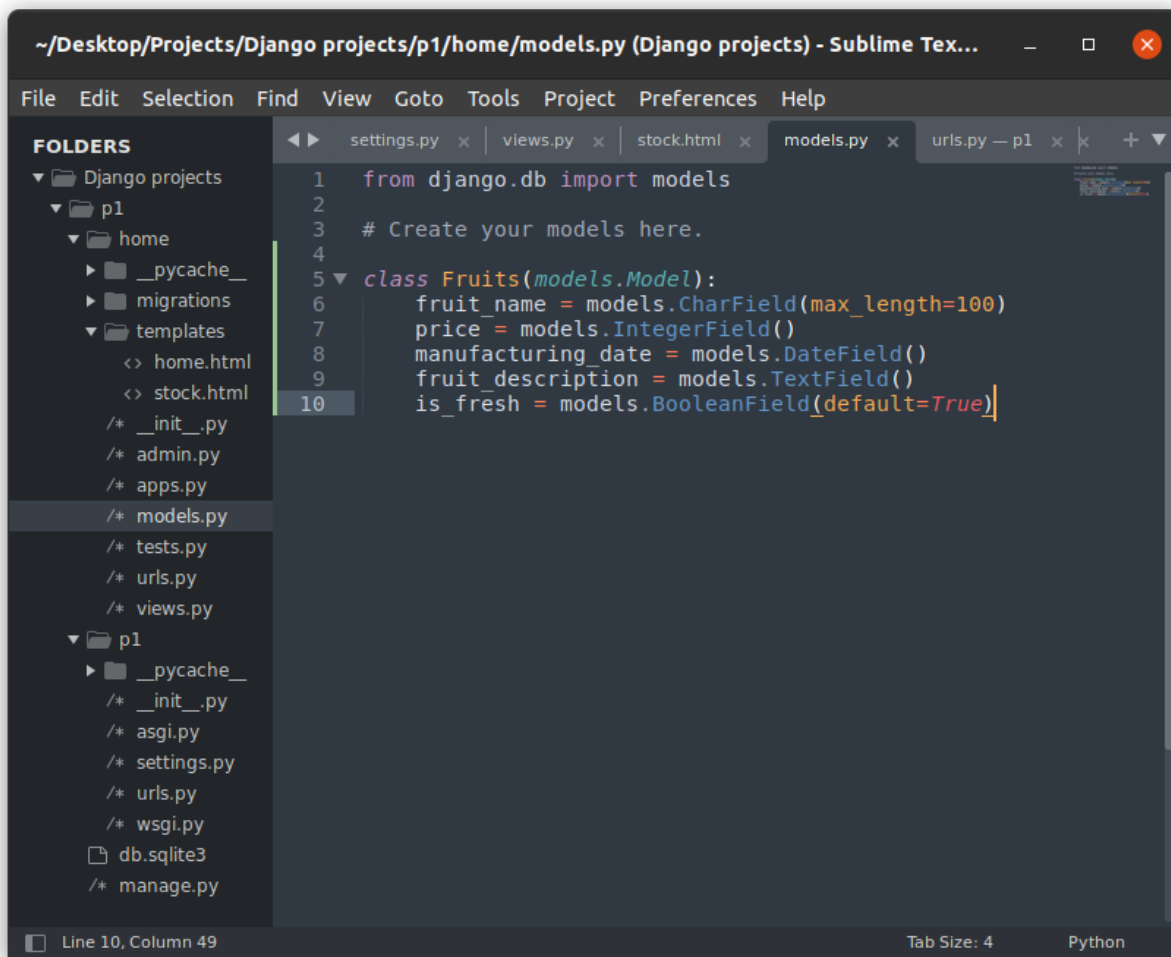 ~/Desktop/Projects/Django projects/p1/home/models.py (Django projects) - Sublime Tex...
File Edit Selection Find View Goto Tools Project Preferences Help
FOLDERS
Django projects
p1
home
__pycache__
migrations
templates
<> home.html
<> stock.html
/* __init__.py
/* admin.py
/* apps.py
/* models.py
/* tests.py
/* urls.py
/* views.py
p1
__pycache__
/* __init__.py
/* asgi.py
/* settings.py
/* urls.py
/* wsgi.py
db.sqlite3
/* manage.py
settings.py × views.py × stock.html × models.py × urls.py — p1 ×
1 from django.db import models
2
3 # Create your models here.
4
5 class Fruits(models.Model):
6     fruit_name = models.CharField(max_length=100)
7     price = models.IntegerField()
8     manufacturing_date = models.DateField()
9     fruit_description = models.TextField()
10     is_fresh = models.BooleanField(default=True)
Line 10, Column 49 Tab Size: 4 Python